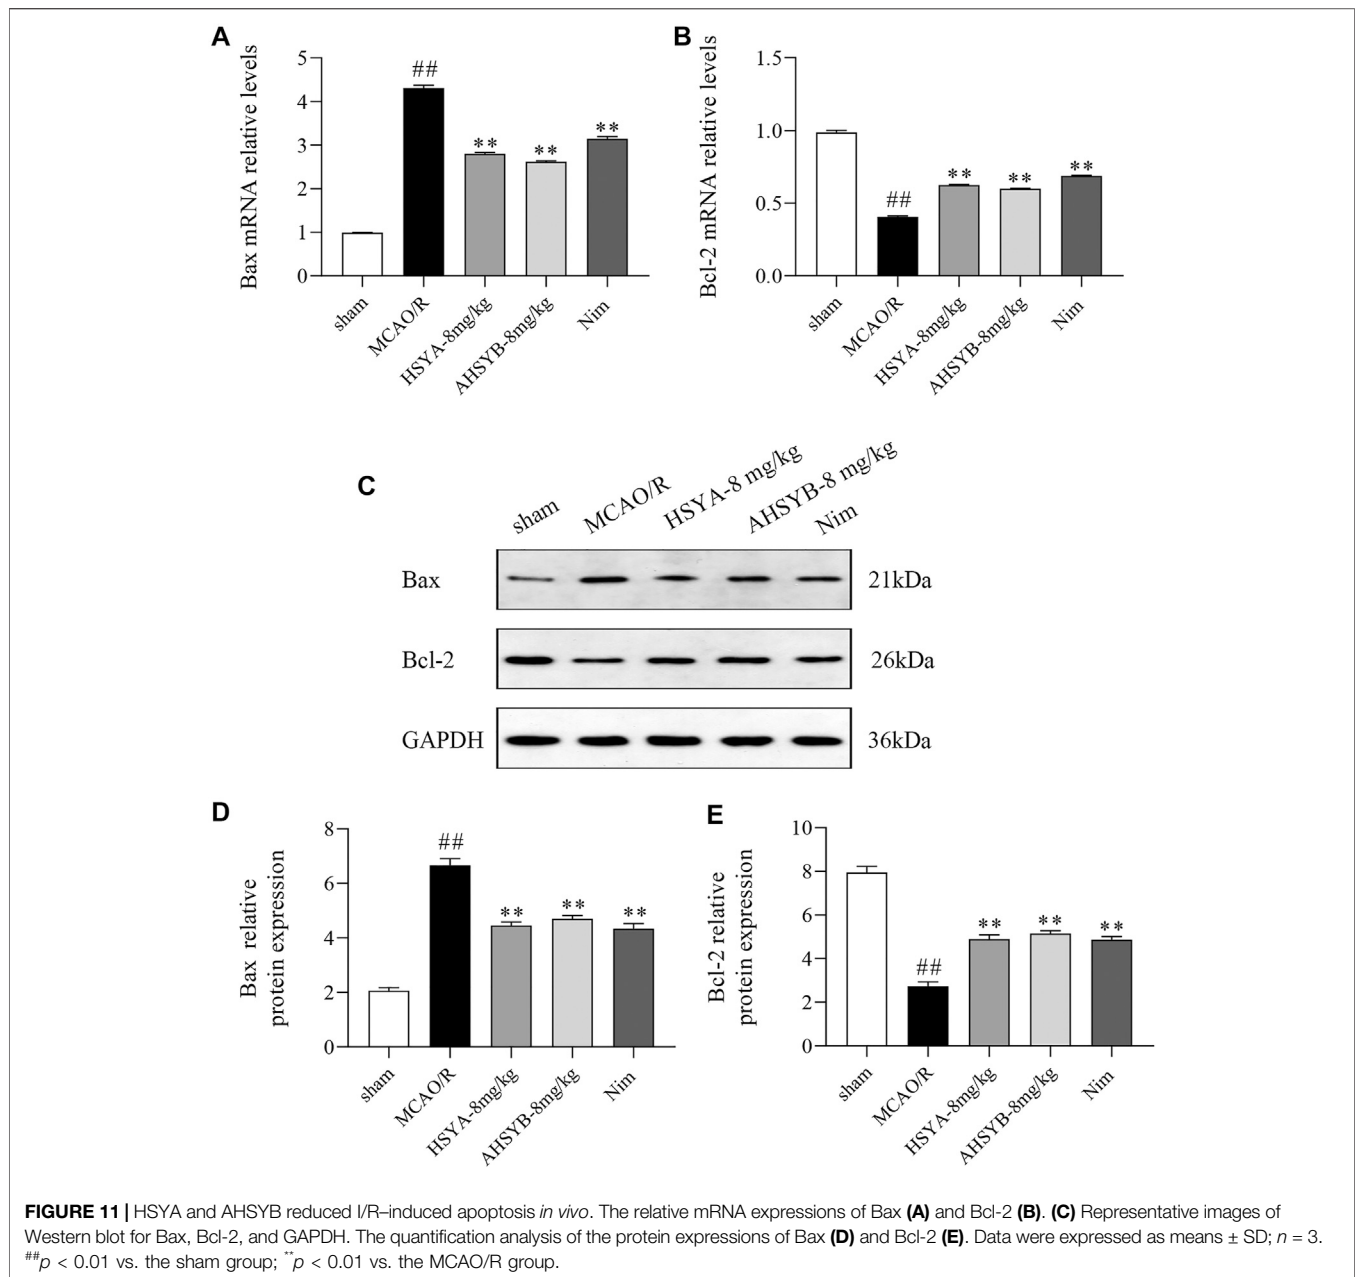 A
Bax mRNA relative levels
5
4
3
2
1
0
##
**
**
**
sham
MCAO/R
HSYA-8mg/kg
AHSYB-8mg/kg
Nim
B
Bcl-2 mRNA relative levels
1.5
1.0
0.5
0.0
##
**
**
**
sham
MCAO/R
HSYA-8mg/kg
AHSYB-8mg/kg
Nim
C
sham
MCAO/R
HSYA-8 mg/kg
AHSYB-8 mg/kg
Nim
Bax 21kDa
Bcl-2 26kDa
GAPDH 36kDa
D
Bax relative
protein expression
8
6
4
2
0
##
**
**
**
sham
MCAO/R
HSYA-8mg/kg
AHSYB-8mg/kg
Nim
E
Bcl-2 relative
protein expression
10
8
6
4
2
0
##
**
**
**
sham
MCAO/R
HSYA-8mg/kg
AHSYB-8mg/kg
Nim
FIGURE 11 | HSYA and AHSYB reduced I/R–induced apoptosis in vivo. The relative mRNA expressions of Bax (A) and Bcl-2 (B). (C) Representative images of
Western blot for Bax, Bcl-2, and GAPDH. The quantification analysis of the protein expressions of Bax (D) and Bcl-2 (E). Data were expressed as means ± SD; n = 3.
##p < 0.01 vs. the sham group; **p < 0.01 vs. the MCAO/R group.